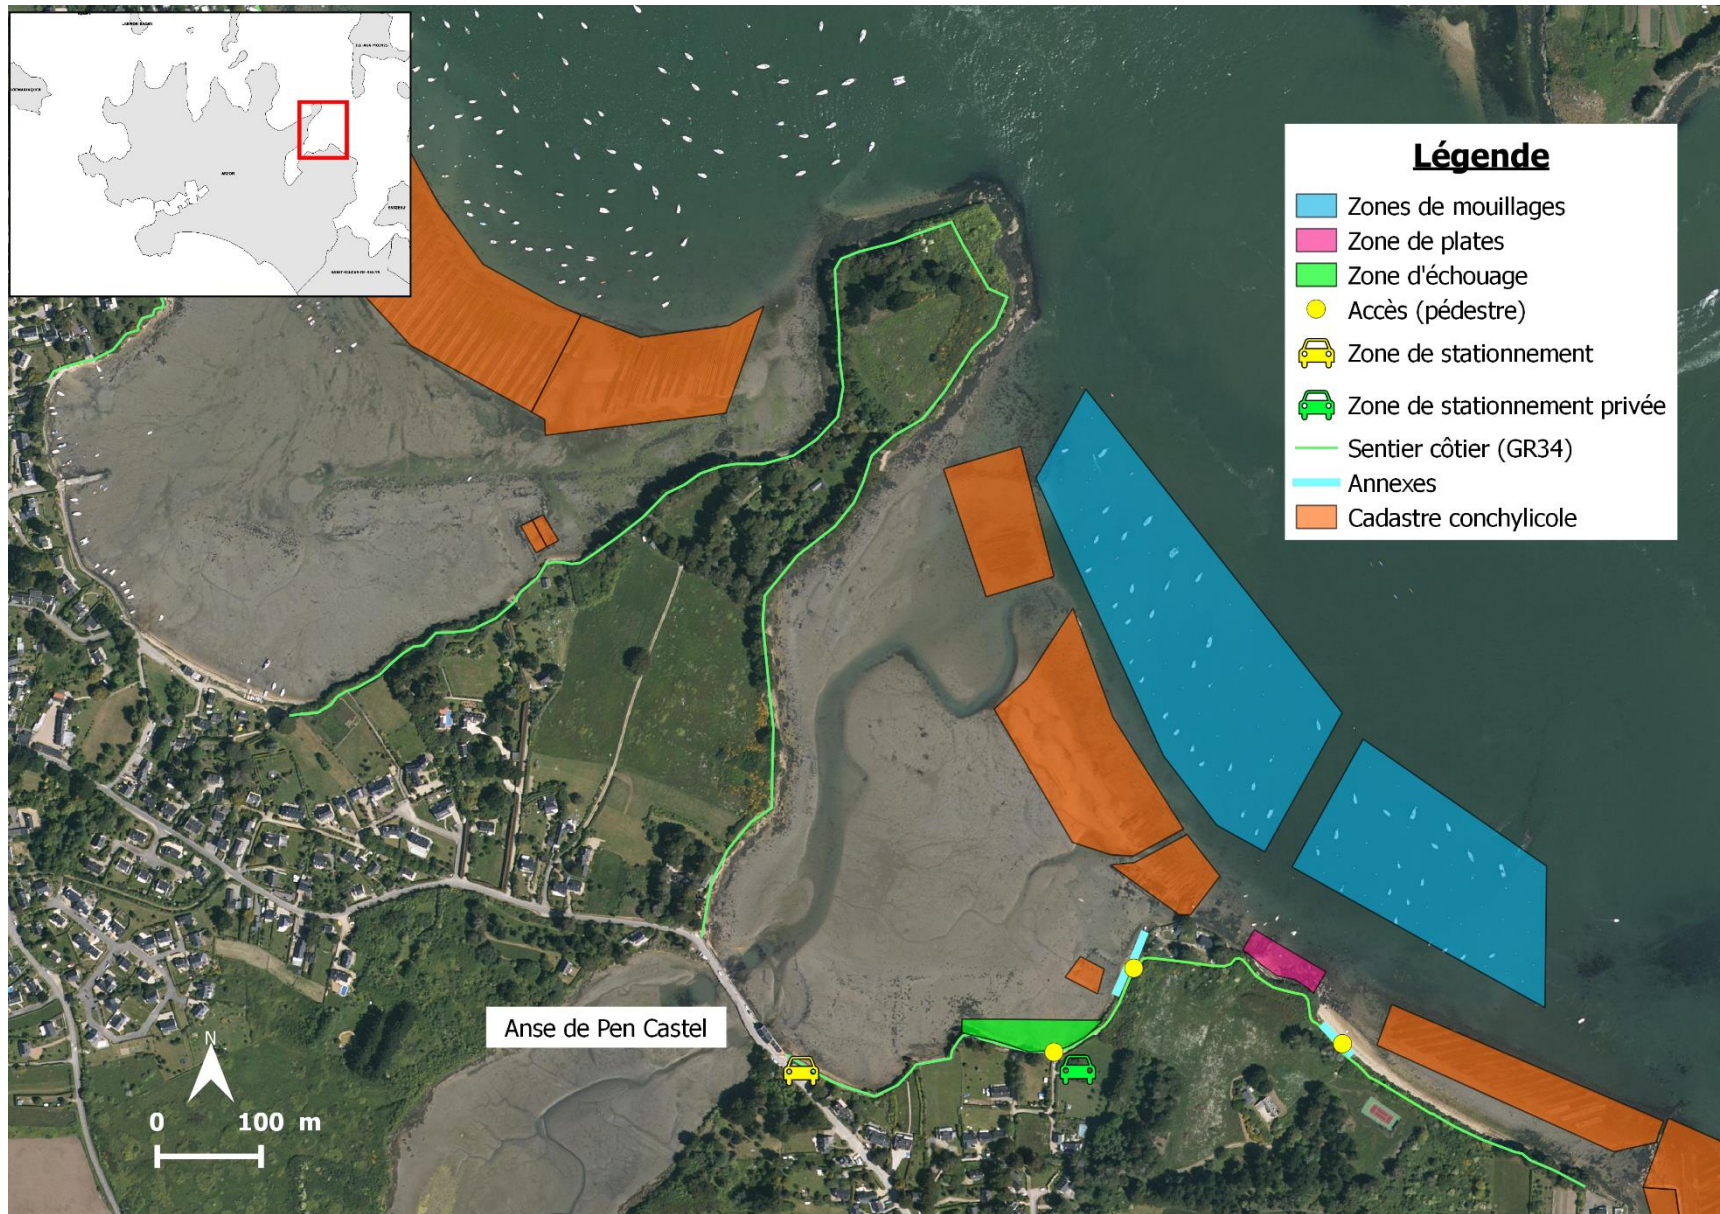 ARZON
Légende
Zones de mouillages
Zone de plates
Zone d'échouage
Accès (pédestre)
Zone de stationnement
Zone de stationnement privée
Sentier côtier (GR34)
Annexes
Cadastre conchylicole
Anse de Pen Castel
N
0 100 m